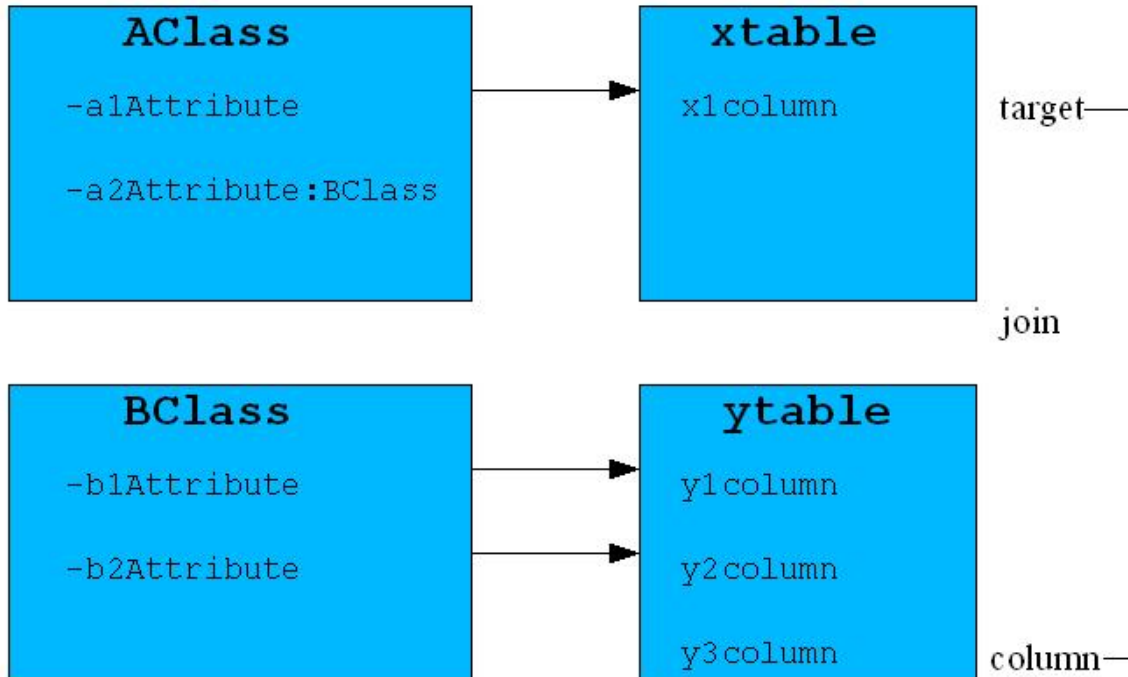 AClass
-a1Attribute
-a2Attribute:BClass
xtable
x1column
target
join
BClass
-b1Attribute
-b2Attribute
ytable
y1column
y2column
y3column
column